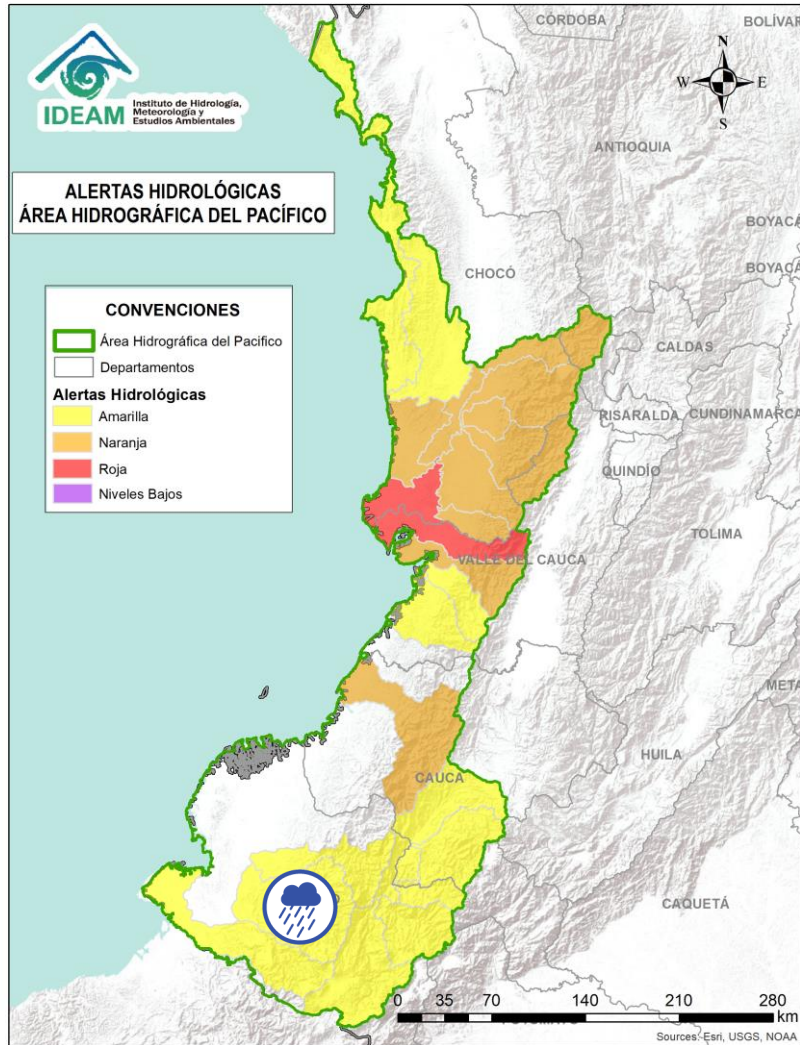 IDEAM
Instituto de Hidrología,
Meteorología y
Estudios Ambientales
CÓRDOBA
BOLÍVAR
N
W
E
S
ANTIOQUIA
ALERTAS HIDROLÓGICAS
ÁREA HIDROGRÁFICA DEL PACÍFICO
BOYACÁ
CHOCÓ
BOYACÁ
CONVENCIONES
Área Hidrográfica del Pacifico
Departamentos
Alertas Hidrológicas
Amarilla
Naranja
Roja
Niveles Bajos
CALDAS
RISARALDA
CUNDINAMARCA
QUINDÍO
TOLIMA
VALLE DEL CAUCA
META
HUILA
CAUCA
CAQUETÁ
0 35 70 140 210 280
km
Sources: Esri, USGS, NOAA